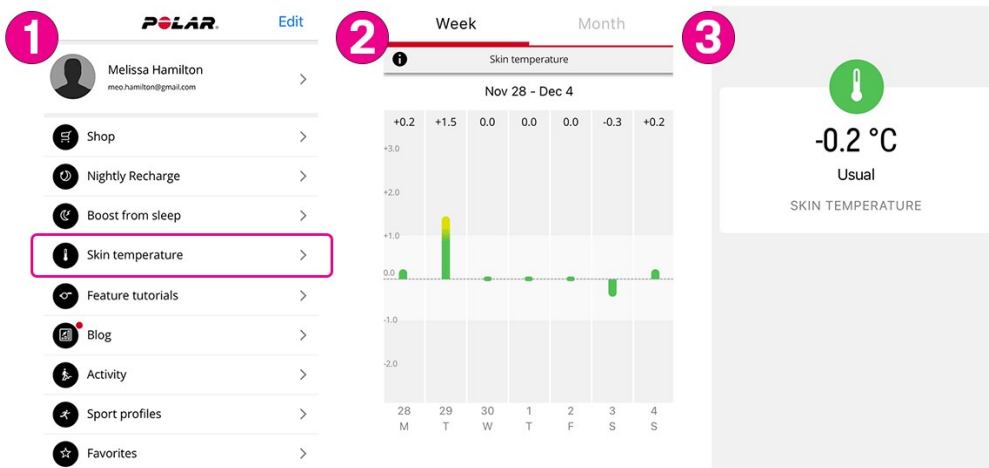 1
POLAR.
Edit
Melissa Hamilton
meo.hamilton@gmail.com
Shop
Nightly Recharge
Boost from sleep
Skin temperature
Feature tutorials
Blog
Activity
Sport profiles
Favorites
2
Week Month
Skin temperature
Nov 28 - Dec 4
+0.2 +1.5 0.0 0.0 0.0 -0.3 +0.2
+3.0
+2.0
+1.0
0.0
-1.0
-2.0
28 29 30 1 2 3 4
M T W T F S S
3
-0.2 °C
Usual
SKIN TEMPERATURE